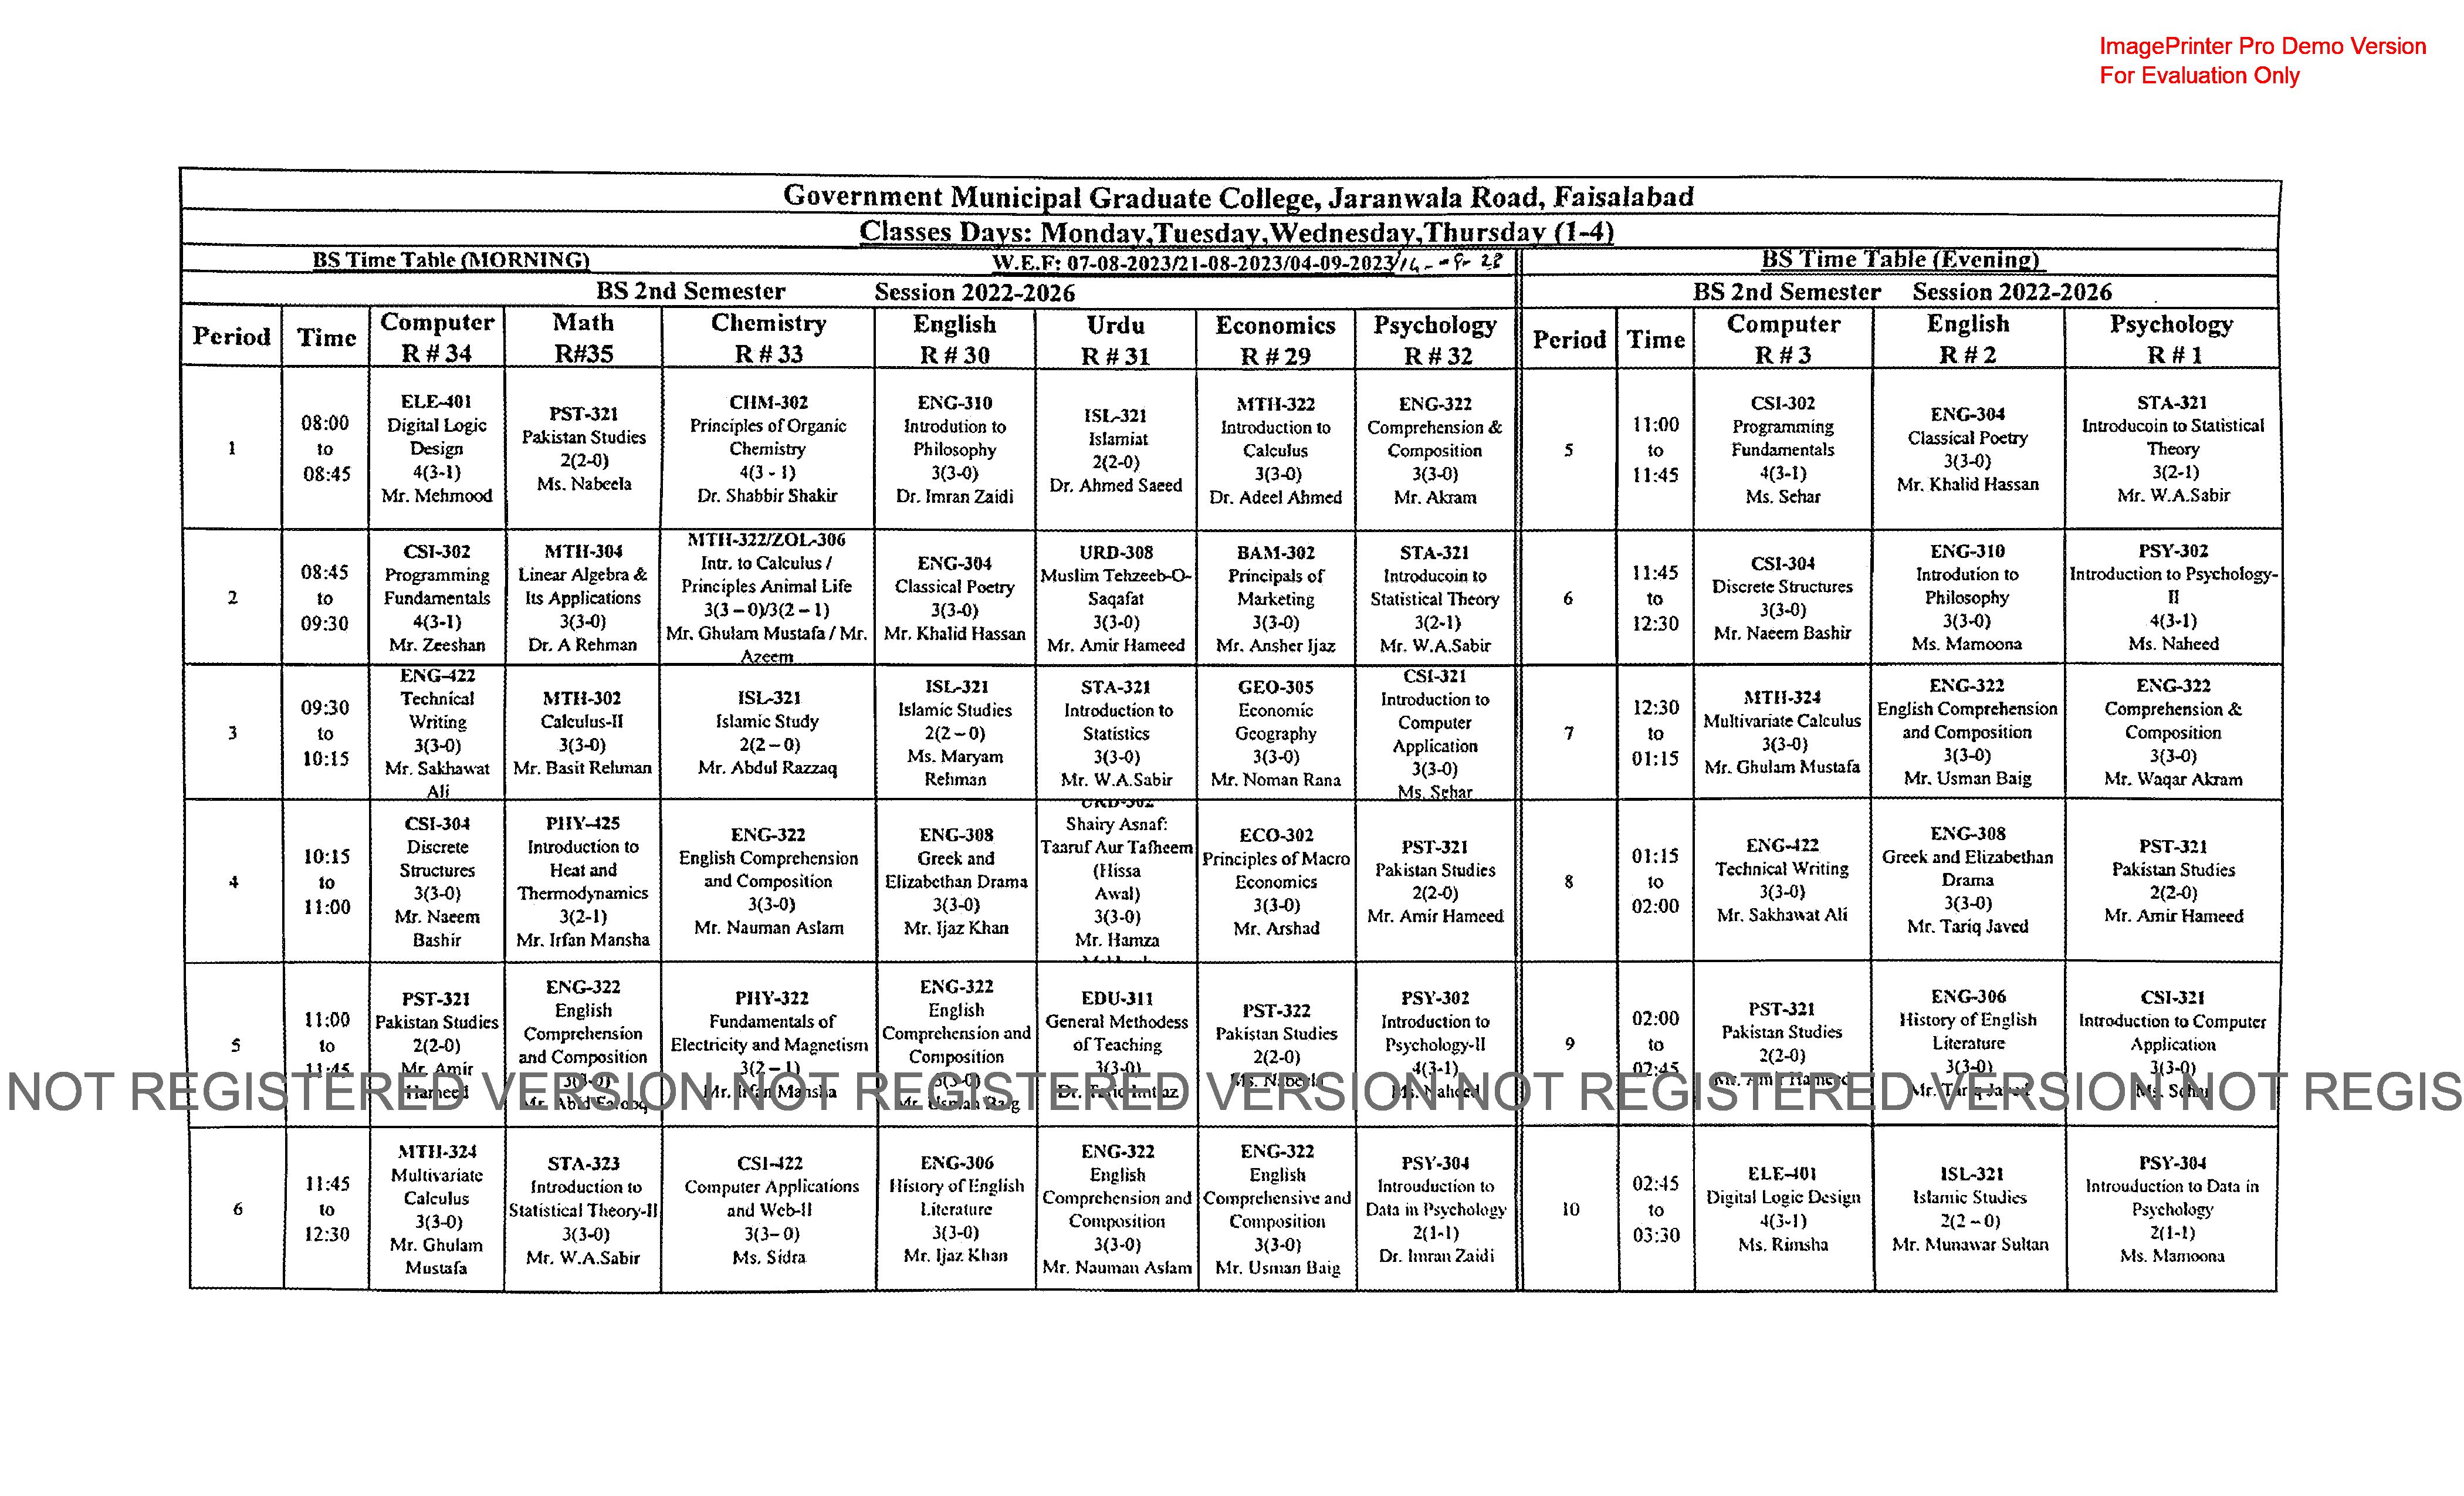 ImagePrinter Pro Demo Version
For Evaluation Only
Government Municipal Graduate College, Jaranwala Road, Faisalabad
Classes Days: Monday,Tuesday,Wednesday,Thursday (1-4)
BS Time Table (MORNING)
W.E.F: 07-08-2023/21-08-2023/04-09-2023/
BS Time Table (Evening)
BS 2nd Semester Session 2022-2026
BS 2nd Semester Session 2022-2026
Period
Time
Computer
R # 34
Math
R#35
Chemistry
R # 33
English
R # 30
Urdu
R # 31
Economics
R # 29
Psychology
R # 32
Period
Time
Computer
R # 3
English
R # 2
Psychology
R # 1
1
08:00
to
08:45
ELE-401
Digital Logic
Design
4(3-1)
Mr. Mehmood
PST-321
Pakistan Studies
2(2-0)
Ms. Nabeela
CHM-302
Principles of Organic
Chemistry
4(3 - 1)
Dr. Shabbir Shakir
ENG-310
Introdution to
Philosophy
3(3-0)
Dr. Imran Zaidi
ISL-321
Islamiat
2(2-0)
Dr. Ahmed Saeed
MTH-322
Introduction to
Calculus
3(3-0)
Dr. Adeel Ahmed
ENG-322
Comprehension &
Composition
3(3-0)
Mr. Akram
5
11:00
to
11:45
CSI-302
Programming
Fundamentals
4(3-1)
Ms. Sehar
ENG-304
Classical Poetry
3(3-0)
Mr. Khalid Hassan
STA-321
Introducoin to Statistical
Theory
3(2-1)
Mr. W.A.Sabir
2
08:45
to
09:30
CSI-302
Programming
Fundamentals
4(3-1)
Mr. Zeeshan
MTH-304
Linear Algebra &
Its Applications
3(3-0)
Dr. A Rehman
MTH-322/ZOL-306
Intr. to Calculus /
Principles Animal Life
3(3 – 0)/3(2 – 1)
Mr. Ghulam Mustafa / Mr.
Azeem
ENG-304
Classical Poetry
3(3-0)
Mr. Khalid Hassan
URD-308
Muslim Tehzeeb-O-
Saqafat
3(3-0)
Mr. Amir Hameed
BAM-302
Principals of
Marketing
3(3-0)
Mr. Ansher Ijaz
STA-321
Introducoin to
Statistical Theory
3(2-1)
Mr. W.A.Sabir
6
11:45
to
12:30
CSI-304
Discrete Structures
3(3-0)
Mr. Naeem Bashir
ENG-310
Introdution to
Philosophy
3(3-0)
Ms. Mamoona
PSY-302
Introduction to Psychology-
II
4(3-1)
Ms. Naheed
3
09:30
to
10:15
ENG-422
Technical
Writing
3(3-0)
Mr. Sakhawat
Ali
MTH-302
Calculus-II
3(3-0)
Mr. Basit Rehman
ISL-321
Islamic Study
2(2 – 0)
Mr. Abdul Razzaq
ISL-321
Islamic Studies
2(2 – 0)
Ms. Maryam
Rehman
STA-321
Introduction to
Statistics
3(3-0)
Mr. W.A.Sabir
GEO-305
Economic
Geography
3(3-0)
Mr. Noman Rana
CSI-321
Introduction to
Computer
Application
3(3-0)
Ms. Sehar
7
12:30
to
01:15
MTH-324
Multivariate Calculus
3(3-0)
Mr. Ghulam Mustafa
ENG-322
English Comprehension
and Composition
3(3-0)
Mr. Usman Baig
ENG-322
Comprehension &
Composition
3(3-0)
Mr. Waqar Akram
4
10:15
to
11:00
CSI-304
Discrete
Structures
3(3-0)
Mr. Naeem
Bashir
PHY-425
Introduction to
Heat and
Thermodynamics
3(2-1)
Mr. Irfan Mansha
ENG-322
English Comprehension
and Composition
3(3-0)
Mr. Nauman Aslam
ENG-308
Greek and
Elizabethan Drama
3(3-0)
Mr. Ijaz Khan
URD-302
Shairy Asnaf:
Taaruf Aur Tafheem
(Hissa
Awal)
3(3-0)
Mr. Hamza
ECO-302
Principles of Macro
Economics
3(3-0)
Mr. Arshad
PST-321
Pakistan Studies
2(2-0)
Mr. Amir Hameed
8
01:15
to
02:00
ENG-422
Technical Writing
3(3-0)
Mr. Sakhawat Ali
ENG-308
Greek and Elizabethan
Drama
3(3-0)
Mr. Tariq Javed
PST-321
Pakistan Studies
2(2-0)
Mr. Amir Hameed
5
11:00
to
11:45
PST-321
Pakistan Studies
2(2-0)
Mr. Amir
Hameed
ENG-322
English
Comprehension
and Composition
3(3-0)
Mr. Abid Farooq
PHY-322
Fundamentals of
Electricity and Magnetism
3(2 – 1)
Mr. Irfan Mansha
ENG-322
English
Comprehension and
Composition
3(3-0)
Mr. Usman Baig
EDU-311
General Methodess
of Teaching
3(3-0)
Dr. Tariq Imtiaz
PST-322
Pakistan Studies
2(2-0)
Ms. Nabeela
PSY-302
Introduction to
Psychology-II
4(3-1)
Ms. Naheed
9
02:00
to
02:45
PST-321
Pakistan Studies
2(2-0)
Mr. Amir Hameed
ENG-306
History of English
Literature
3(3-0)
Mr. Tariq Javed
CSI-321
Introduction to Computer
Application
3(3-0)
Ms. Sehar
NOT REGISTERED VERSION NOT REGISTERED VERSION NOT REGISTERED VERSION NOT REGIS
6
11:45
to
12:30
MTH-324
Multivariate
Calculus
3(3-0)
Mr. Ghulam
Mustafa
STA-323
Introduction to
Statistical Theory-II
3(3-0)
Mr. W.A.Sabir
CSI-422
Computer Applications
and Web-II
3(3– 0)
Ms. Sidra
ENG-306
History of English
Literature
3(3-0)
Mr. Ijaz Khan
ENG-322
English
Comprehension and
Composition
3(3-0)
Mr. Nauman Aslam
ENG-322
English
Comprehensive and
Composition
3(3-0)
Mr. Usman Baig
PSY-304
Introuduction to
Data in Psychology
2(1-1)
Dr. Imran Zaidi
10
02:45
to
03:30
ELE-401
Digital Logic Design
4(3-1)
Ms. Rimsha
ISL-321
Islamic Studies
2(2 – 0)
Mr. Munawar Sultan
PSY-304
Introuduction to Data in
Psychology
2(1-1)
Ms. Mamoona